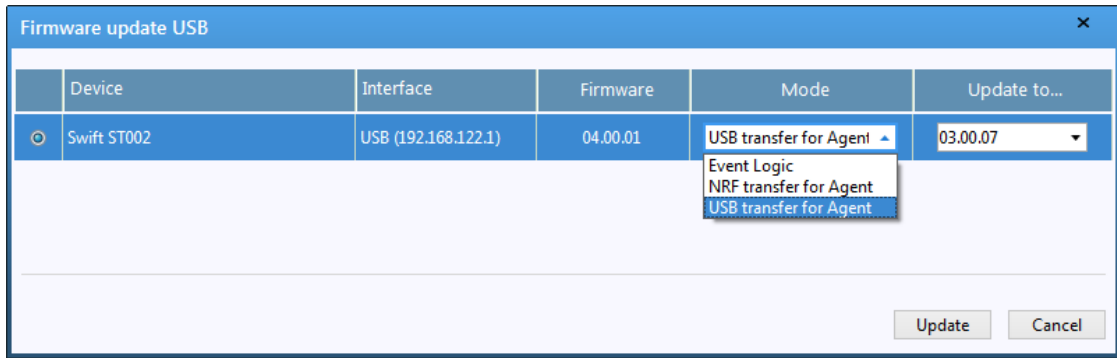 Firmware update USB
Device Interface Firmware Mode Update to...
Swift ST002 USB (192.168.122.1) 04.00.01 USB transfer for Agent 03.00.07
Event Logic
NRF transfer for Agent
USB transfer for Agent
Update Cancel